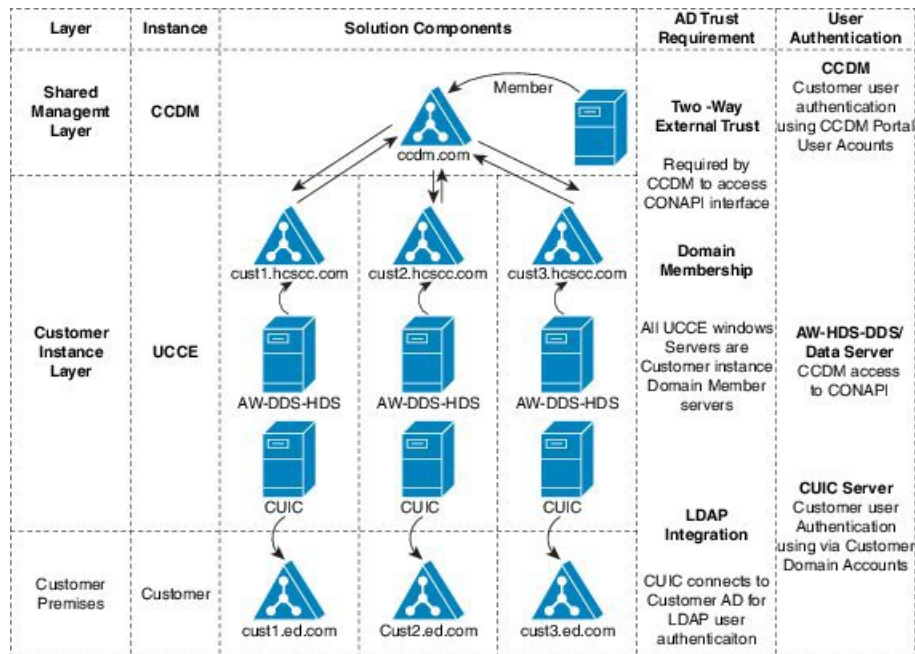 Layer
Instance
Solution Components
AD Trust
Requirement
User
Authentication
Shared
Managemt
Layer
CCDM
Member
ccdm.com
Two -Way
External Trust
Required by
CCDM to access
CONAPI interface
CCDM
Customer user
authentication
using CCDM Portal
User Acounts
Customer
Instance
Layer
UCCE
cust1.hcscc.com
cust2.hcscc.com
cust3.hcscc.com
AW-DDS-HDS
AW-DDS-HDS
AW-DDS-HDS
CUIC
CUIC
CUIC
Domain
Membership
All UCCE windows
Servers are
Customer instance
Domain Member
servers
AW-HDS-DDS/
Data Server
CCDM access
to CONAPI
LDAP
Integration
CUIC connects to
Customer AD for
LDAP user
authenticaiton
CUIC Server
Customer user
Authentication
using via Customer
Domain Accounts
Customer
Premises
Customer
cust1.ed.com
Cust2.ed.com
cust3.ed.com